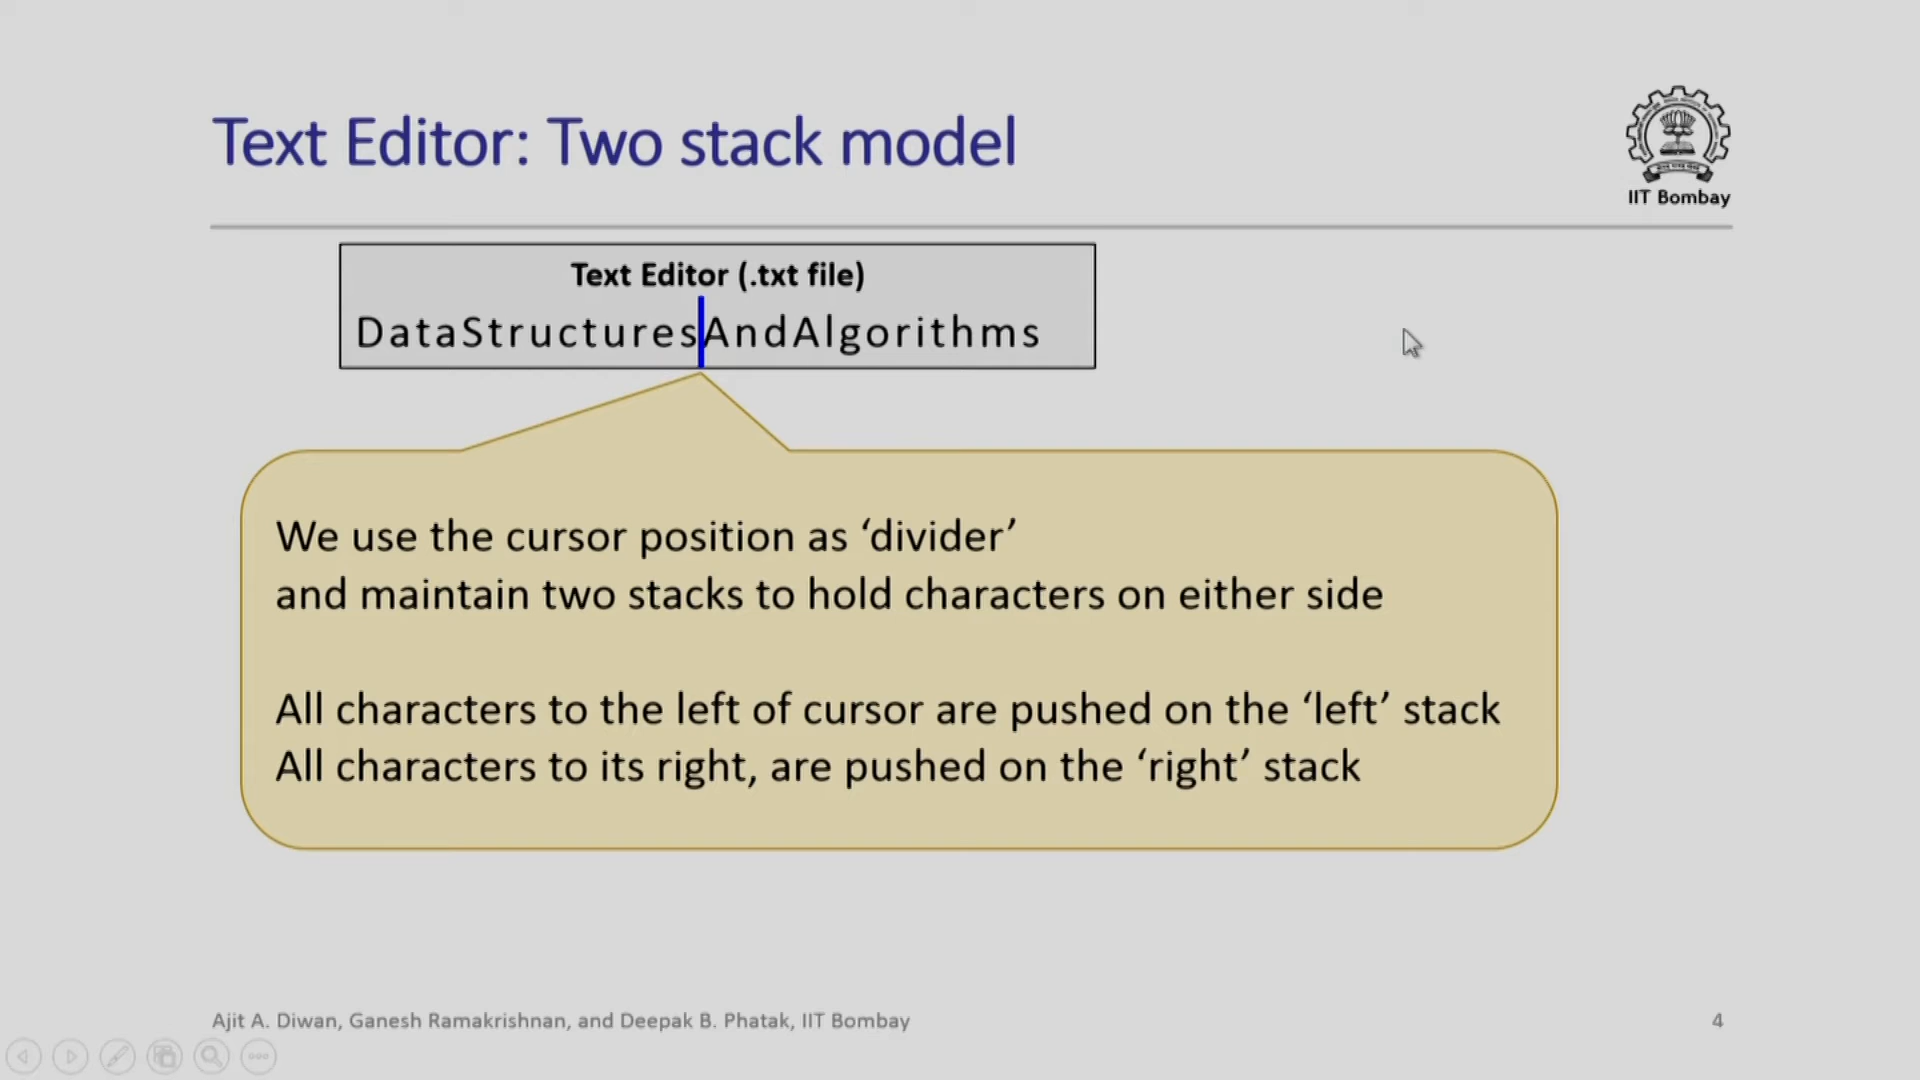 Text Editor: Two stack model
IIT Bombay
Text Editor (.txt file)
DataStructuresAndAlgorithms
We use the cursor position as ‘divider’
and maintain two stacks to hold characters on either side
All characters to the left of cursor are pushed on the ‘left’ stack
All characters to its right, are pushed on the ‘right’ stack
Ajit A. Diwan, Ganesh Ramakrishnan, and Deepak B. Phatak, IIT Bombay
4